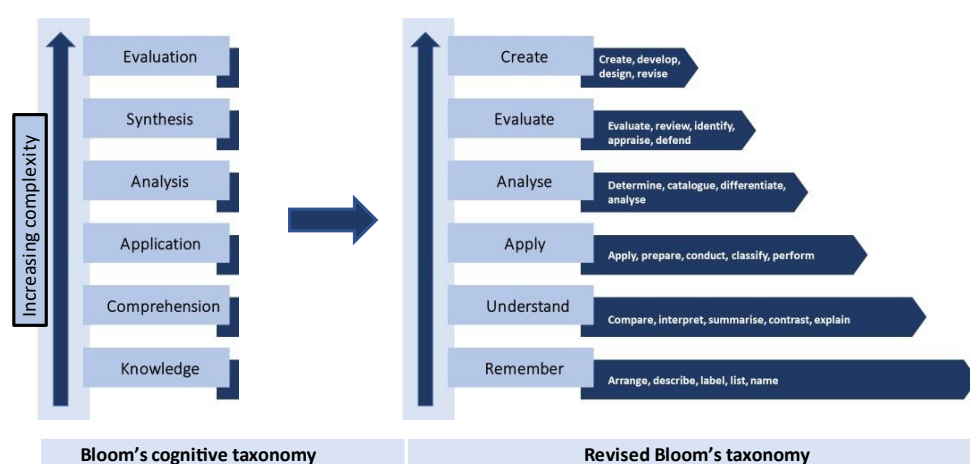 Increasing complexity
Evaluation
Synthesis
Analysis
Application
Comprehension
Knowledge
Bloom's cognitive taxonomy
Create
Create, develop,
design, revise
Evaluate
Evaluate, review, identify,
appraise, defend
Analyse
Determine, catalogue, differentiate,
analyse
Apply
Apply, prepare, conduct, classify, perform
Understand
Compare, interpret, summarise, contrast, explain
Remember
Arrange, describe, label, list, name
Revised Bloom's taxonomy